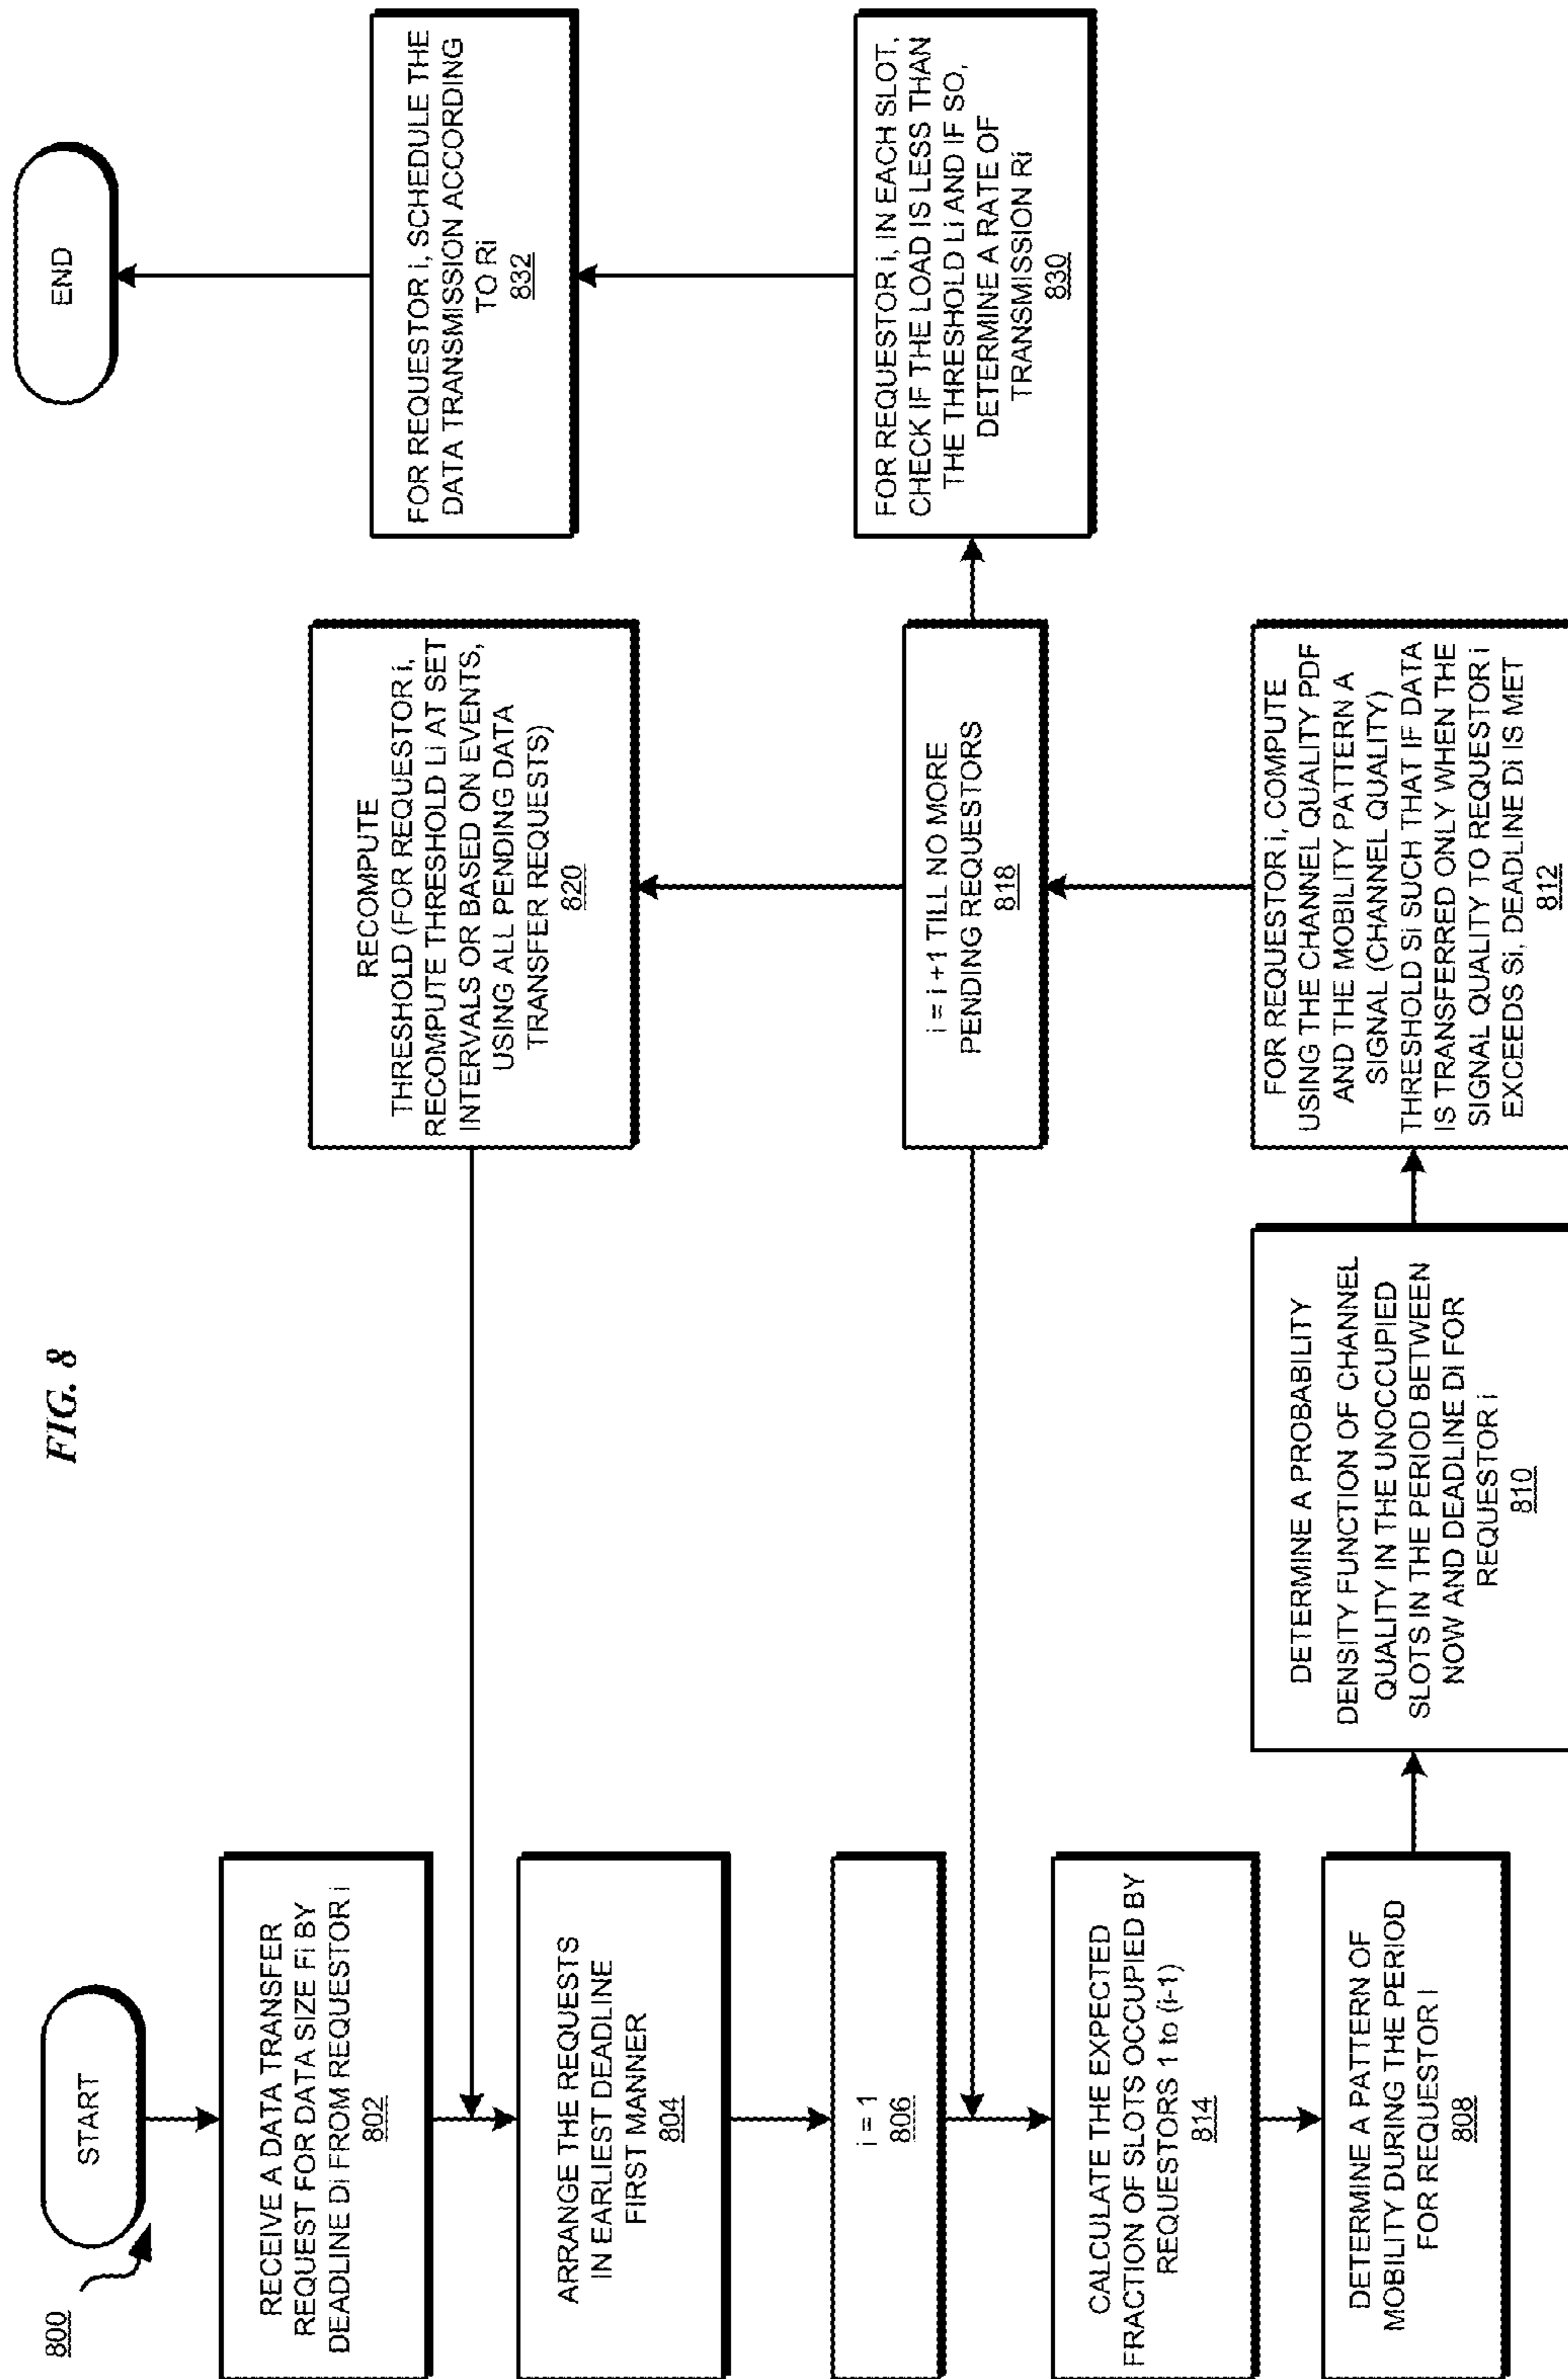 FIG. 8
800
START
RECEIVE A DATA TRANSFER
REQUEST FOR DATA SIZE Fi BY
DEADLINE Di FROM REQUESTOR i
802
ARRANGE THE REQUESTS
IN EARLIEST DEADLINE
FIRST MANNER
804
i = 1
806
CALCULATE THE EXPECTED
FRACTION OF SLOTS OCCUPIED BY
REQUESTORS 1 to (i-1)
814
DETERMINE A PATTERN OF
MOBILITY DURING THE PERIOD
FOR REQUESTOR I
808
DETERMINE A PROBABILITY
DENSITY FUNCTION OF CHANNEL
QUALITY IN THE UNOCCUPIED
SLOTS IN THE PERIOD BETWEEN
NOW AND DEADLINE Di FOR
REQUESTOR i
810
FOR REQUESTOR i, COMPUTE
USING THE CHANNEL QUALITY PDF
AND THE MOBILITY PATTERN A
SIGNAL (CHANNEL QUALITY)
THRESHOLD Si SUCH THAT IF DATA
IS TRANSFERRED ONLY WHEN THE
SIGNAL QUALITY TO REQUESTOR i
EXCEEDS Si, DEADLINE Di IS MET
812
i = i +1 TILL NO MORE
PENDING REQUESTORS
818
RECOMPUTE
THRESHOLD (FOR REQUESTOR i,
RECOMPUTE THRESHOLD Li AT SET
INTERVALS OR BASED ON EVENTS,
USING ALL PENDING DATA
TRANSFER REQUESTS)
820
FOR REQUESTOR i, IN EACH SLOT,
CHECK IF THE LOAD IS LESS THAN
THE THRESHOLD Li AND IF SO,
DETERMINE A RATE OF
TRANSMISSION Ri
830
FOR REQUESTOR i, SCHEDULE THE
DATA TRANSMISSION ACCORDING
TO Ri
832
END